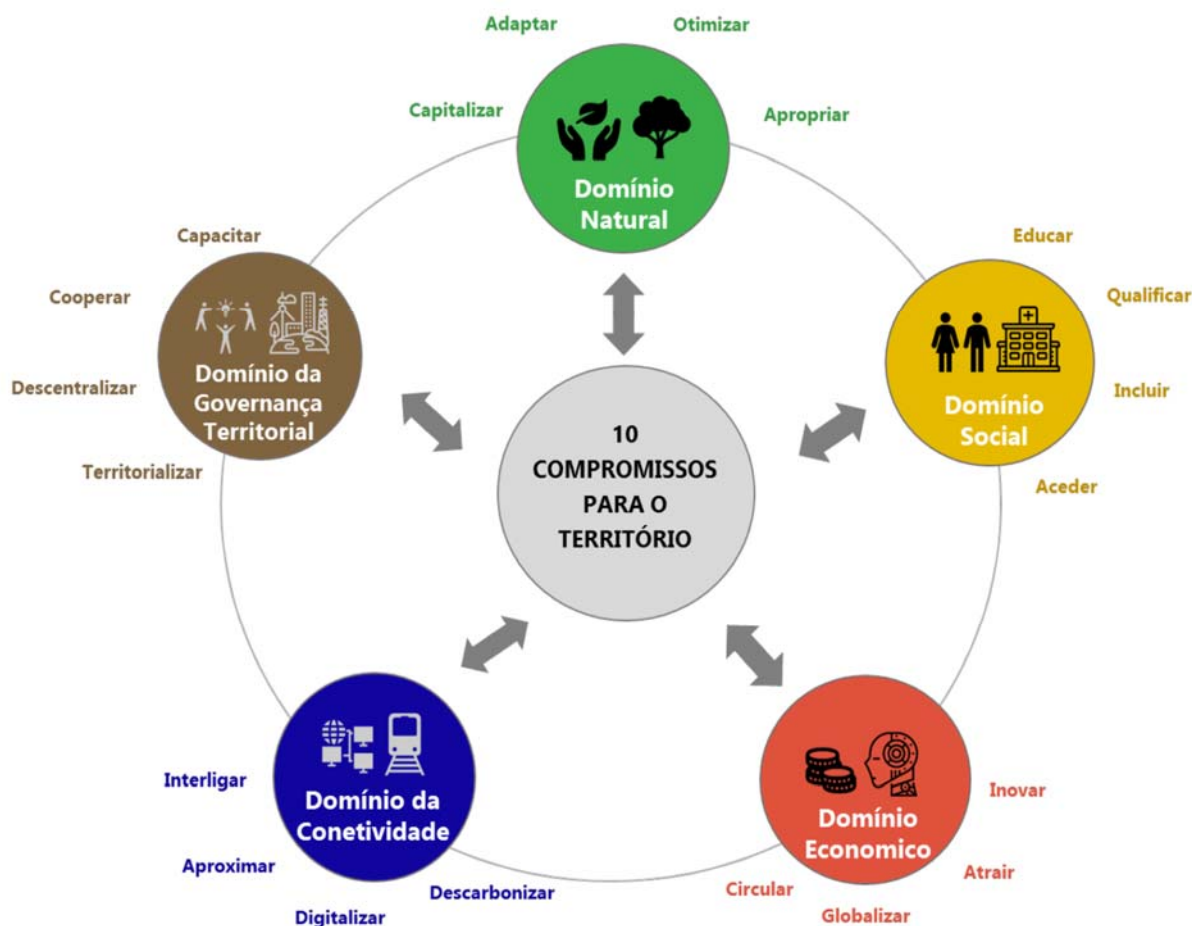 Adaptar
Otimizar
Capitalizar
Apropriar
Domínio
Natural
Capacitar
Cooperar
Descentralizar
Territorializar
Domínio da
Governança
Territorial
Educar
Qualificar
Incluir
Aceder
Domínio
Social
10
COMPROMISSOS
PARA O
TERRITÓRIO
Interligar
Aproximar
Digitalizar
Descarbonizar
Domínio da
Conetividade
Inovar
Atrair
Globalizar
Circular
Domínio
Economico